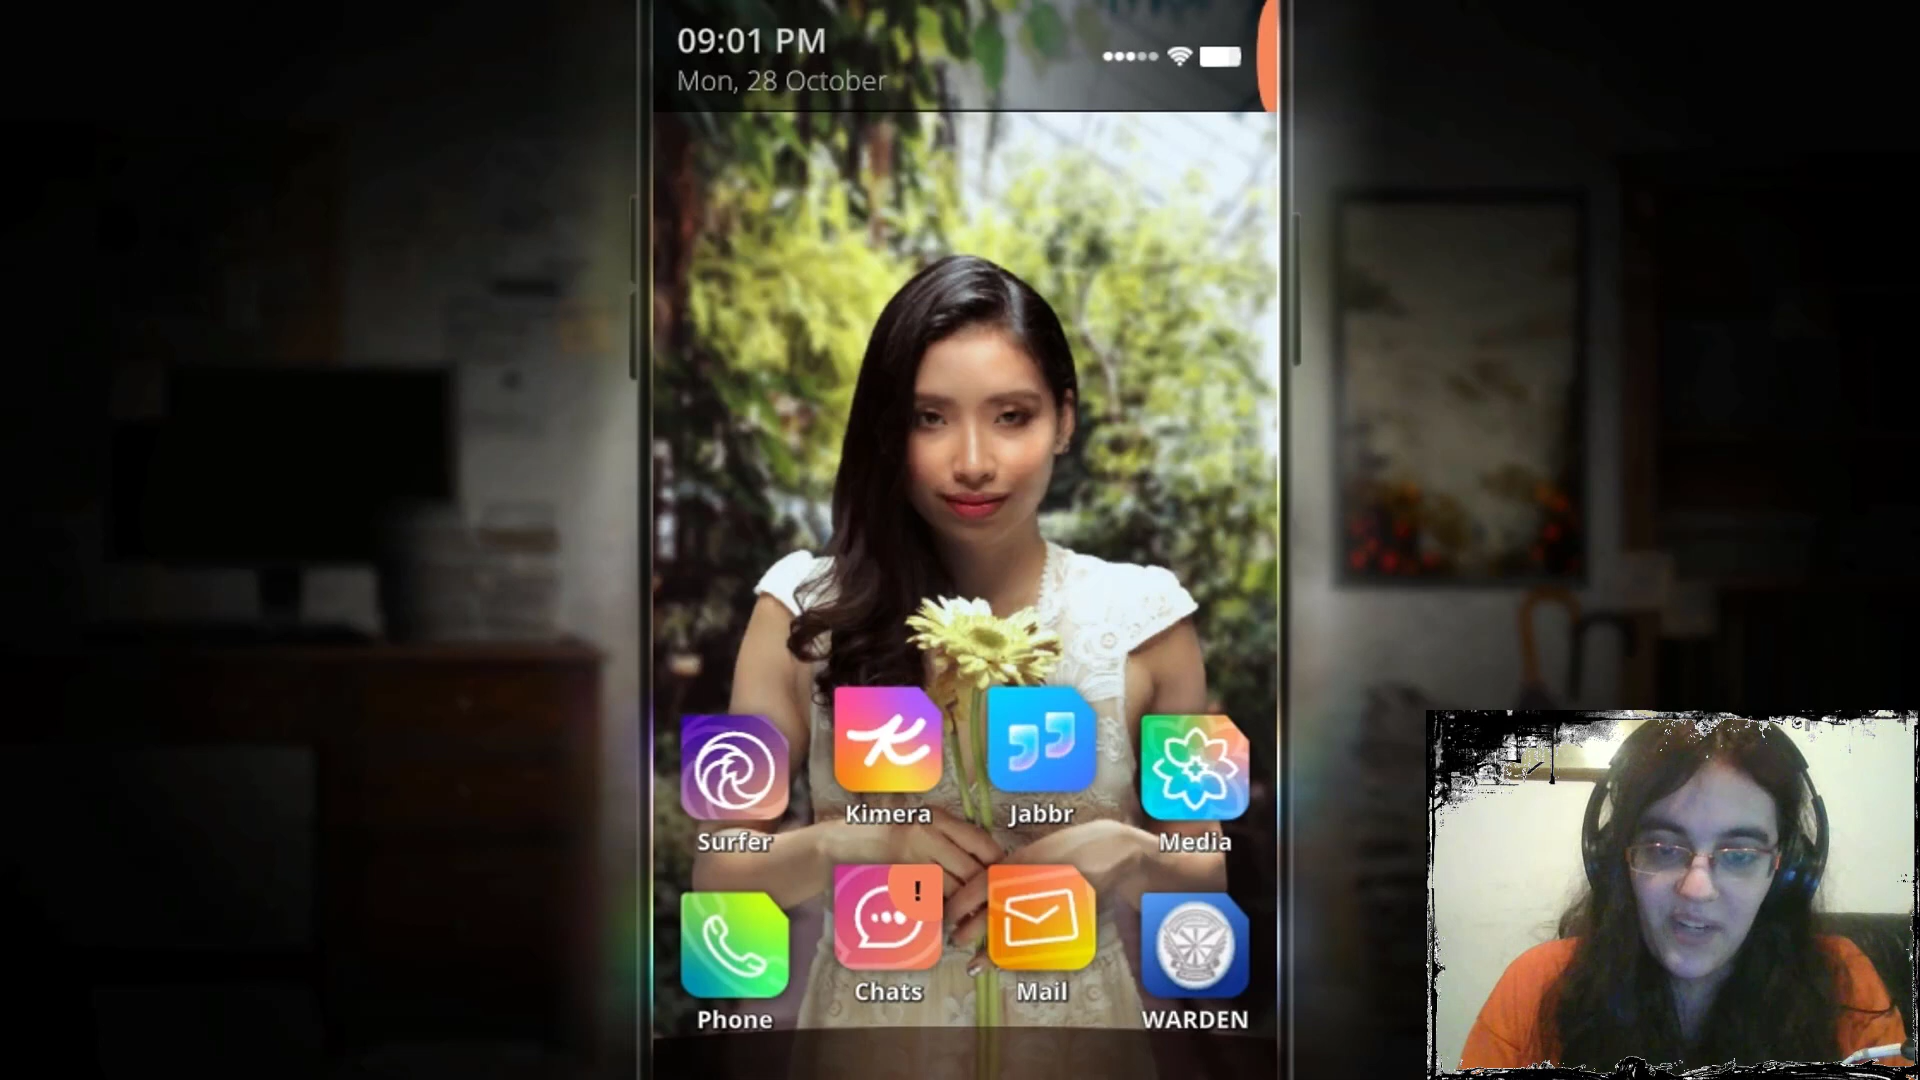 09:01 PM
Mon, 28 October
Kimera
Jabbr
Surfer
Media
!
Chats
Mail
Phone
WARDEN